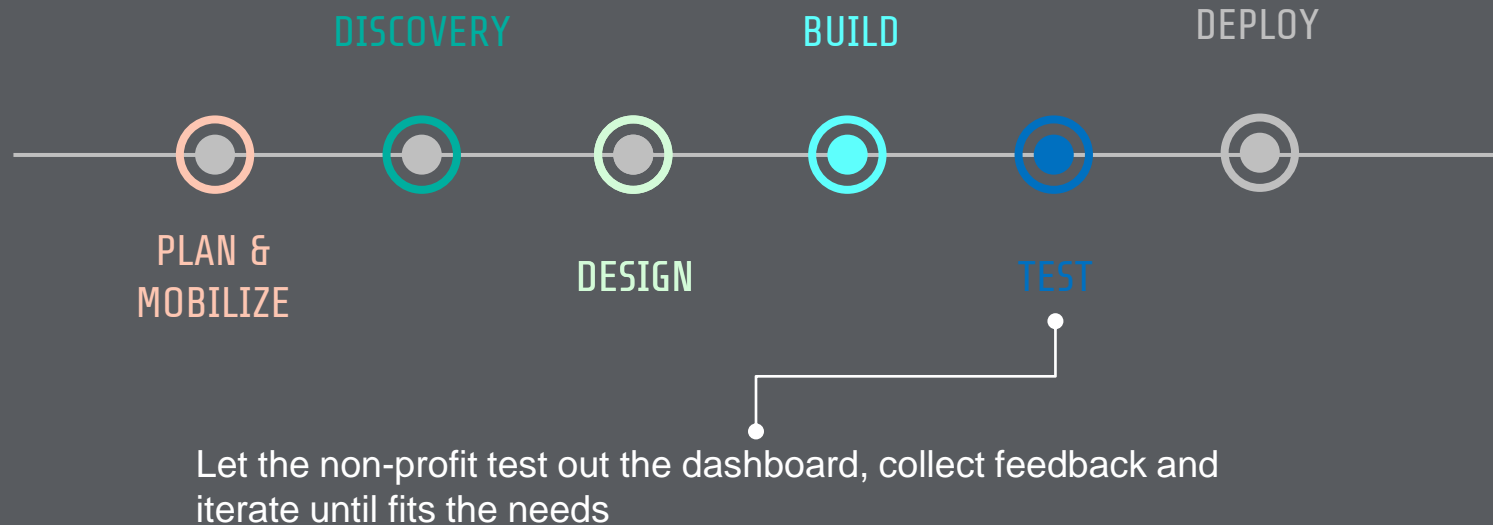 DISCOVERY
BUILD
DEPLOY
PLAN &
MOBILIZE
DESIGN
TEST
Let the non-profit test out the dashboard, collect feedback and
iterate until fits the needs